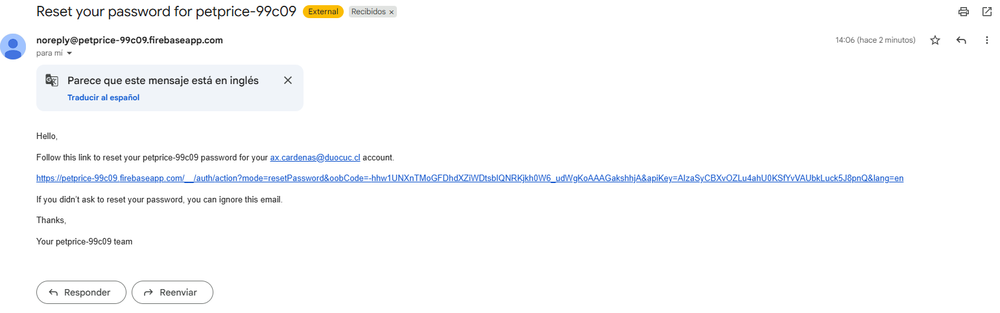 Reset your password for petprice-99c09 External Recibidos ×
noreply@petprice-99c09.firebaseapp.com 14:06 (hace 2 minutos)
para mí
Parece que este mensaje está en inglés
Traducir al español
Hello,
Follow this link to reset your petprice-99c09 password for your ax.cardenas@duocuc.cl account.
https://petprice-99c09.firebaseapp.com/__/auth/action?mode=resetPassword&oobCode=-hhw1UNXnTMoGFDhdXZiWDtsbIQNRKjkh0W6_udWgKoAAAGakshhjA&apiKey=AIzaSyCBXvOZLu4ahU0KSfYvVAUbkLuck5J8pnQ&lang=en
If you didn’t ask to reset your password, you can ignore this email.
Thanks,
Your petprice-99c09 team
Responder Reenviar